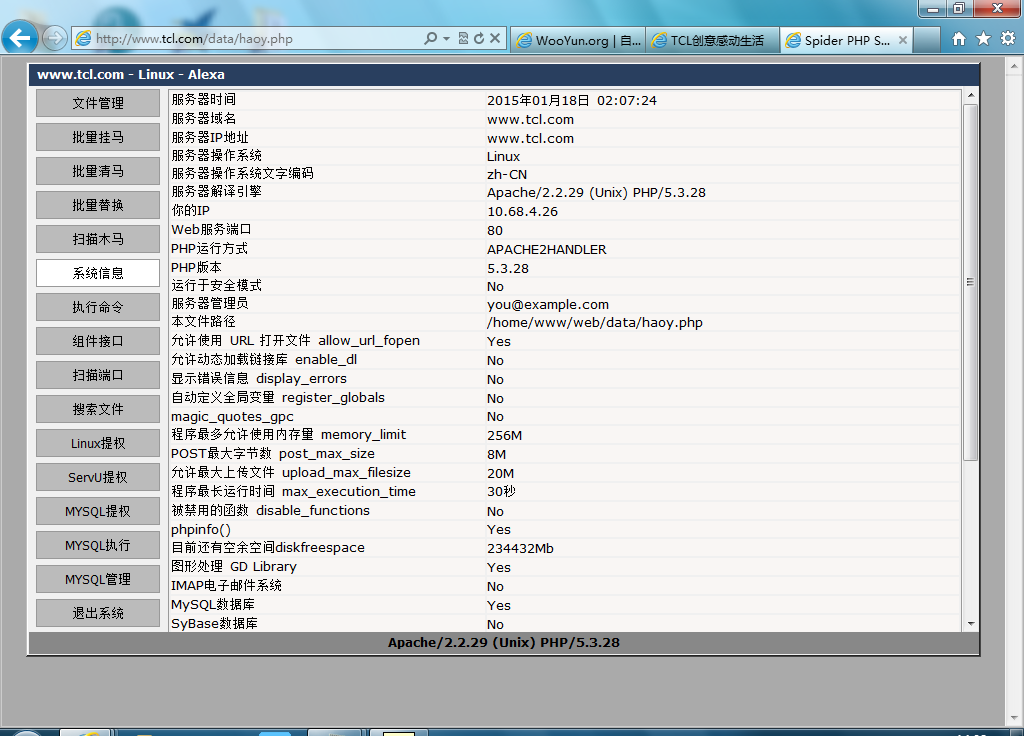 http://www.tcl.com/data/haoy.php
WooYun.org | 自...
TCL创意感动生活
Spider PHP S...
www.tcl.com - Linux - Alexa
文件管理
批量挂马
批量清马
批量替换
扫描木马
系统信息
执行命令
组件接口
扫描端口
搜索文件
Linux提权
ServU提权
MYSQL提权
MYSQL执行
MYSQL管理
退出系统
服务器时间 2015年01月18日 02:07:24
服务器域名 www.tcl.com
服务器IP地址 www.tcl.com
服务器操作系统 Linux
服务器操作系统文字编码 zh-CN
服务器解译引擎 Apache/2.2.29 (Unix) PHP/5.3.28
你的IP 10.68.4.26
Web服务端口 80
PHP运行方式 APACHE2HANDLER
PHP版本 5.3.28
运行于安全模式 No
服务器管理员 you@example.com
本文件路径 /home/www/web/data/haoy.php
允许使用 URL 打开文件 allow_url_fopen Yes
允许动态加载链接库 enable_dl No
显示错误信息 display_errors No
自动定义全局变量 register_globals No
magic_quotes_gpc No
程序最多允许使用内存量 memory_limit 256M
POST最大字节数 post_max_size 8M
允许最大上传文件 upload_max_filesize 20M
程序最长运行时间 max_execution_time 30秒
被禁用的函数 disable_functions No
phpinfo() Yes
目前还有空余空间diskfreespace 234432Mb
图形处理 GD Library Yes
IMAP电子邮件系统 No
MySQL数据库 Yes
SyBase数据库 No
Apache/2.2.29 (Unix) PHP/5.3.28